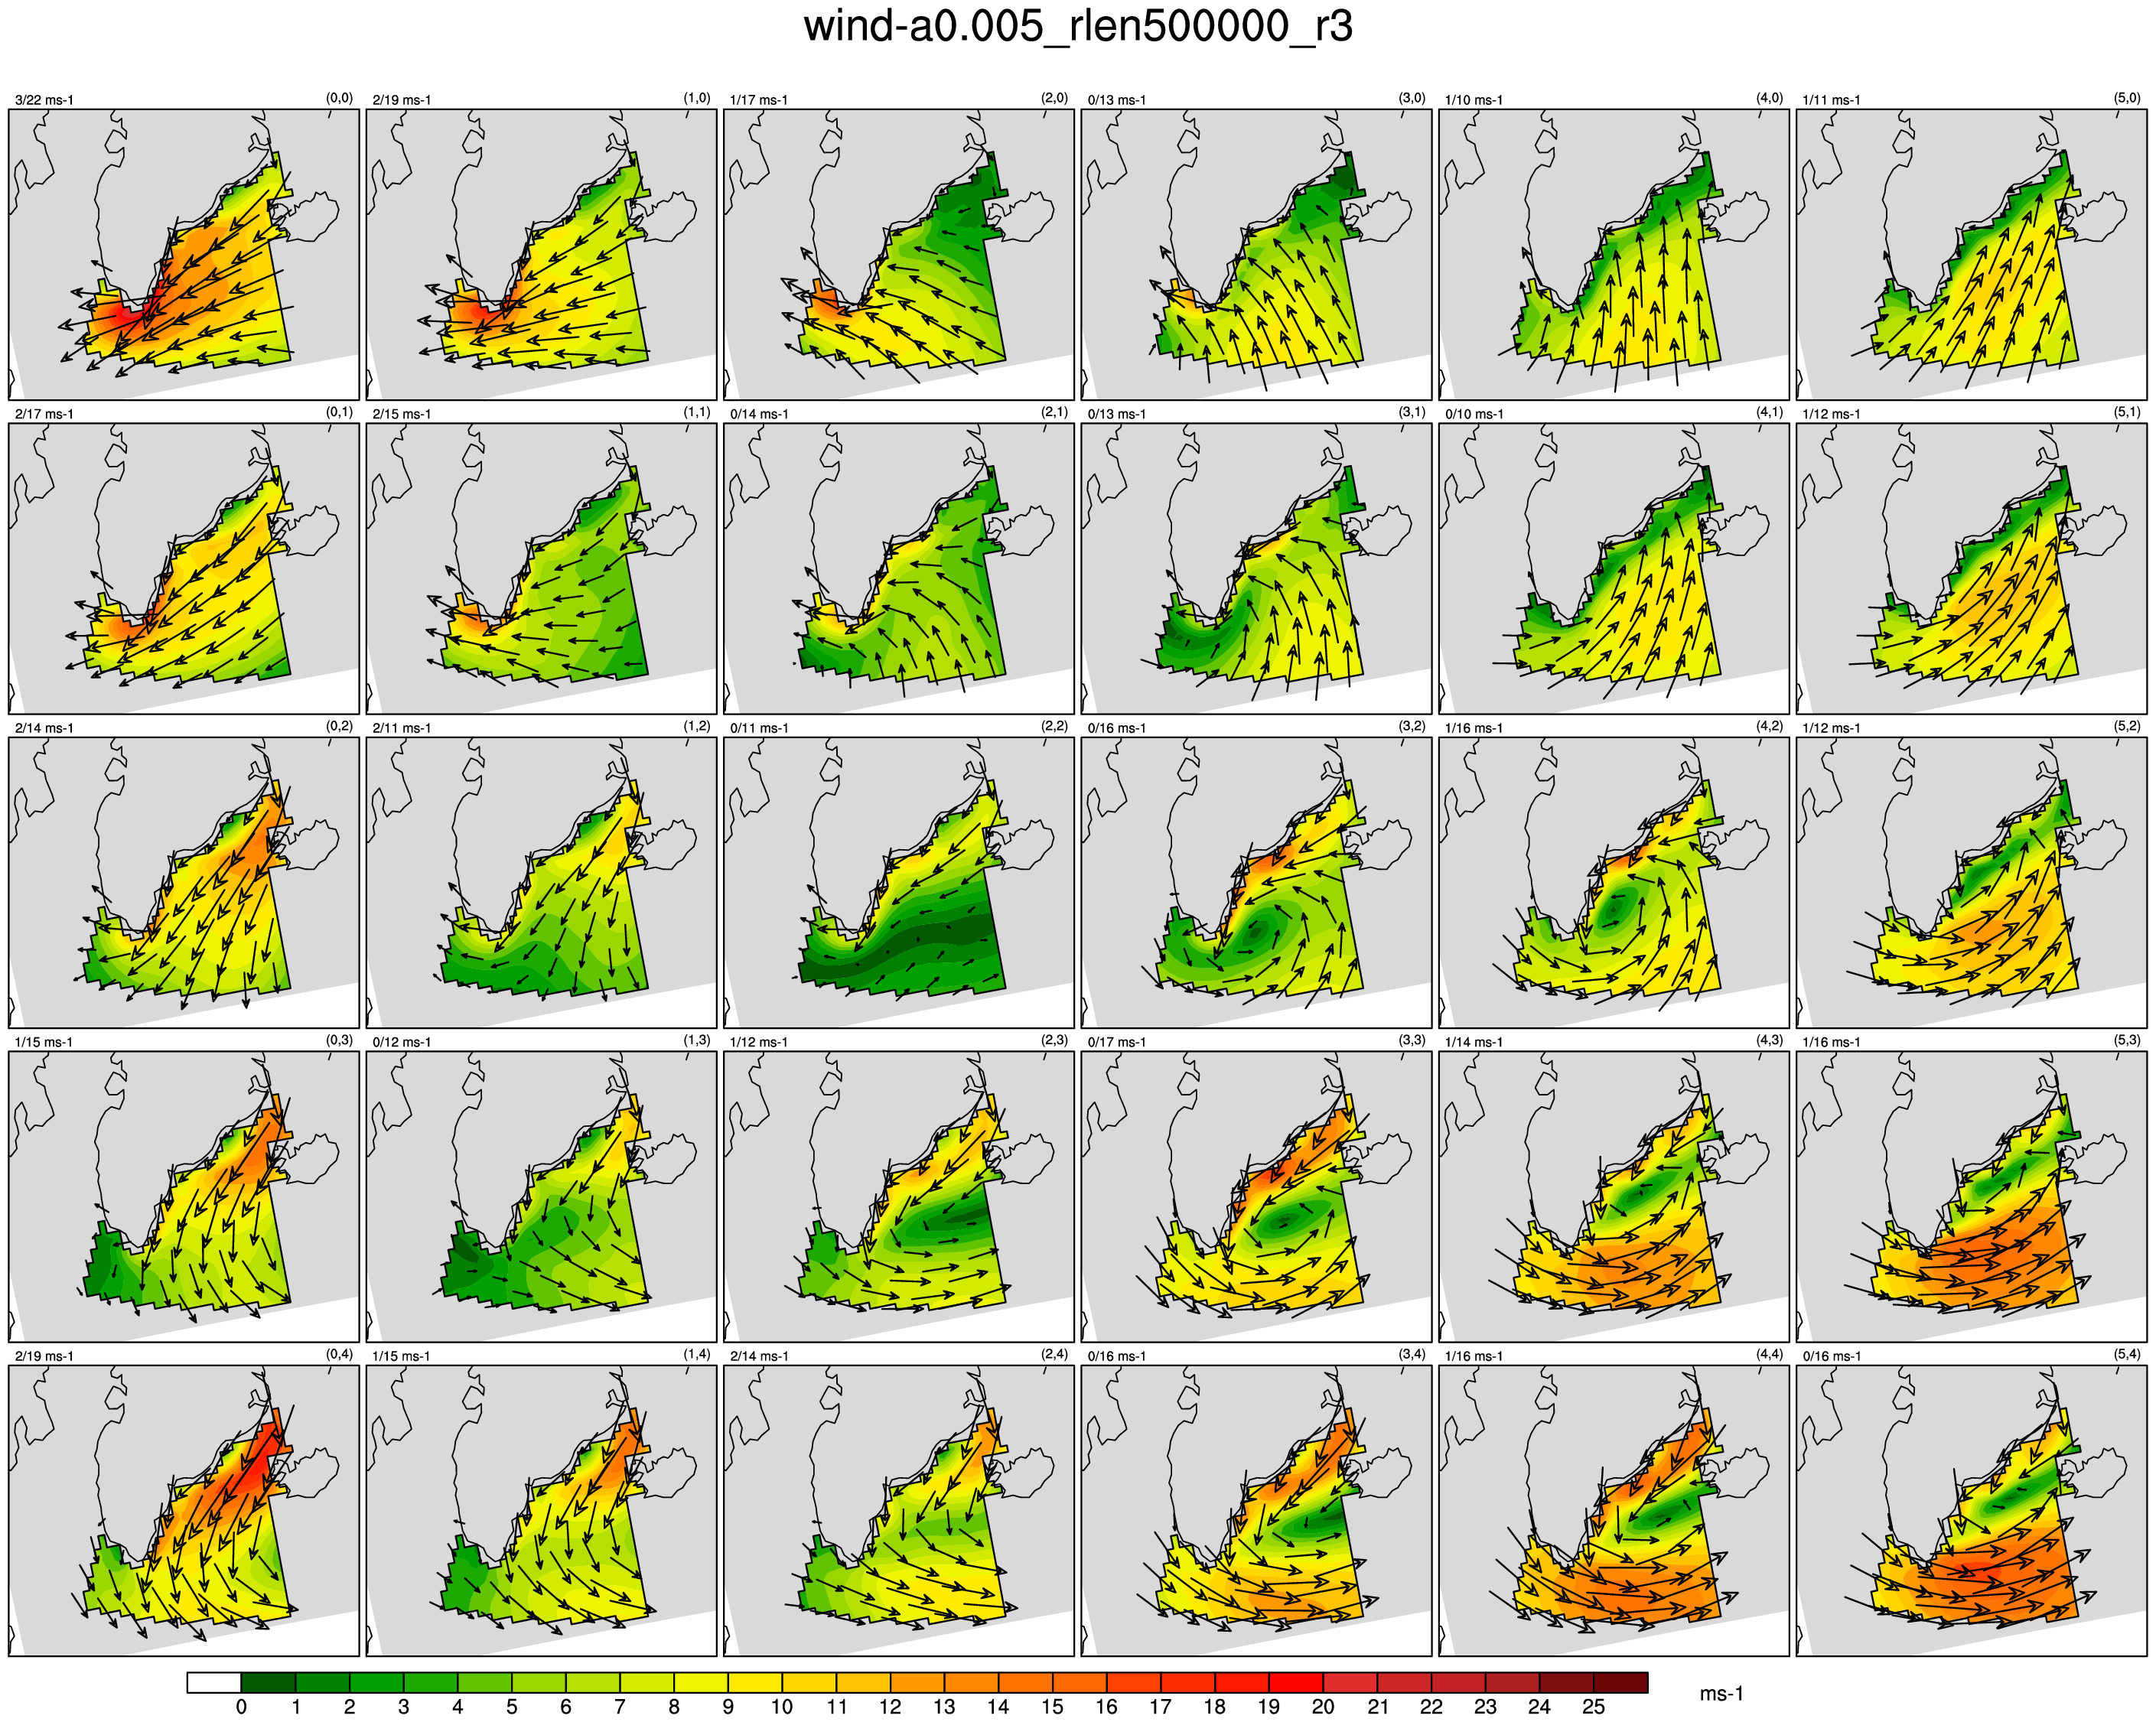 wind-a0.005_rlen500000_r3
3/22 ms-1 (0,0) 2/19 ms-1 (1,0) 1/17 ms-1 (2,0) 0/13 ms-1 (3,0) 1/10 ms-1 (4,0) 1/11 ms-1 (5,0)
2/17 ms-1 (0,1) 2/15 ms-1 (1,1) 0/14 ms-1 (2,1) 0/13 ms-1 (3,1) 0/10 ms-1 (4,1) 1/12 ms-1 (5,1)
2/14 ms-1 (0,2) 2/11 ms-1 (1,2) 0/11 ms-1 (2,2) 0/16 ms-1 (3,2) 1/16 ms-1 (4,2) 1/12 ms-1 (5,2)
1/15 ms-1 (0,3) 0/12 ms-1 (1,3) 1/12 ms-1 (2,3) 0/17 ms-1 (3,3) 1/14 ms-1 (4,3) 1/16 ms-1 (5,3)
2/19 ms-1 (0,4) 1/15 ms-1 (1,4) 2/14 ms-1 (2,4) 0/16 ms-1 (3,4) 1/16 ms-1 (4,4) 0/16 ms-1 (5,4)
0 1 2 3 4 5 6 7 8 9 10 11 12 13 14 15 16 17 18 19 20 21 22 23 24 25 ms-1